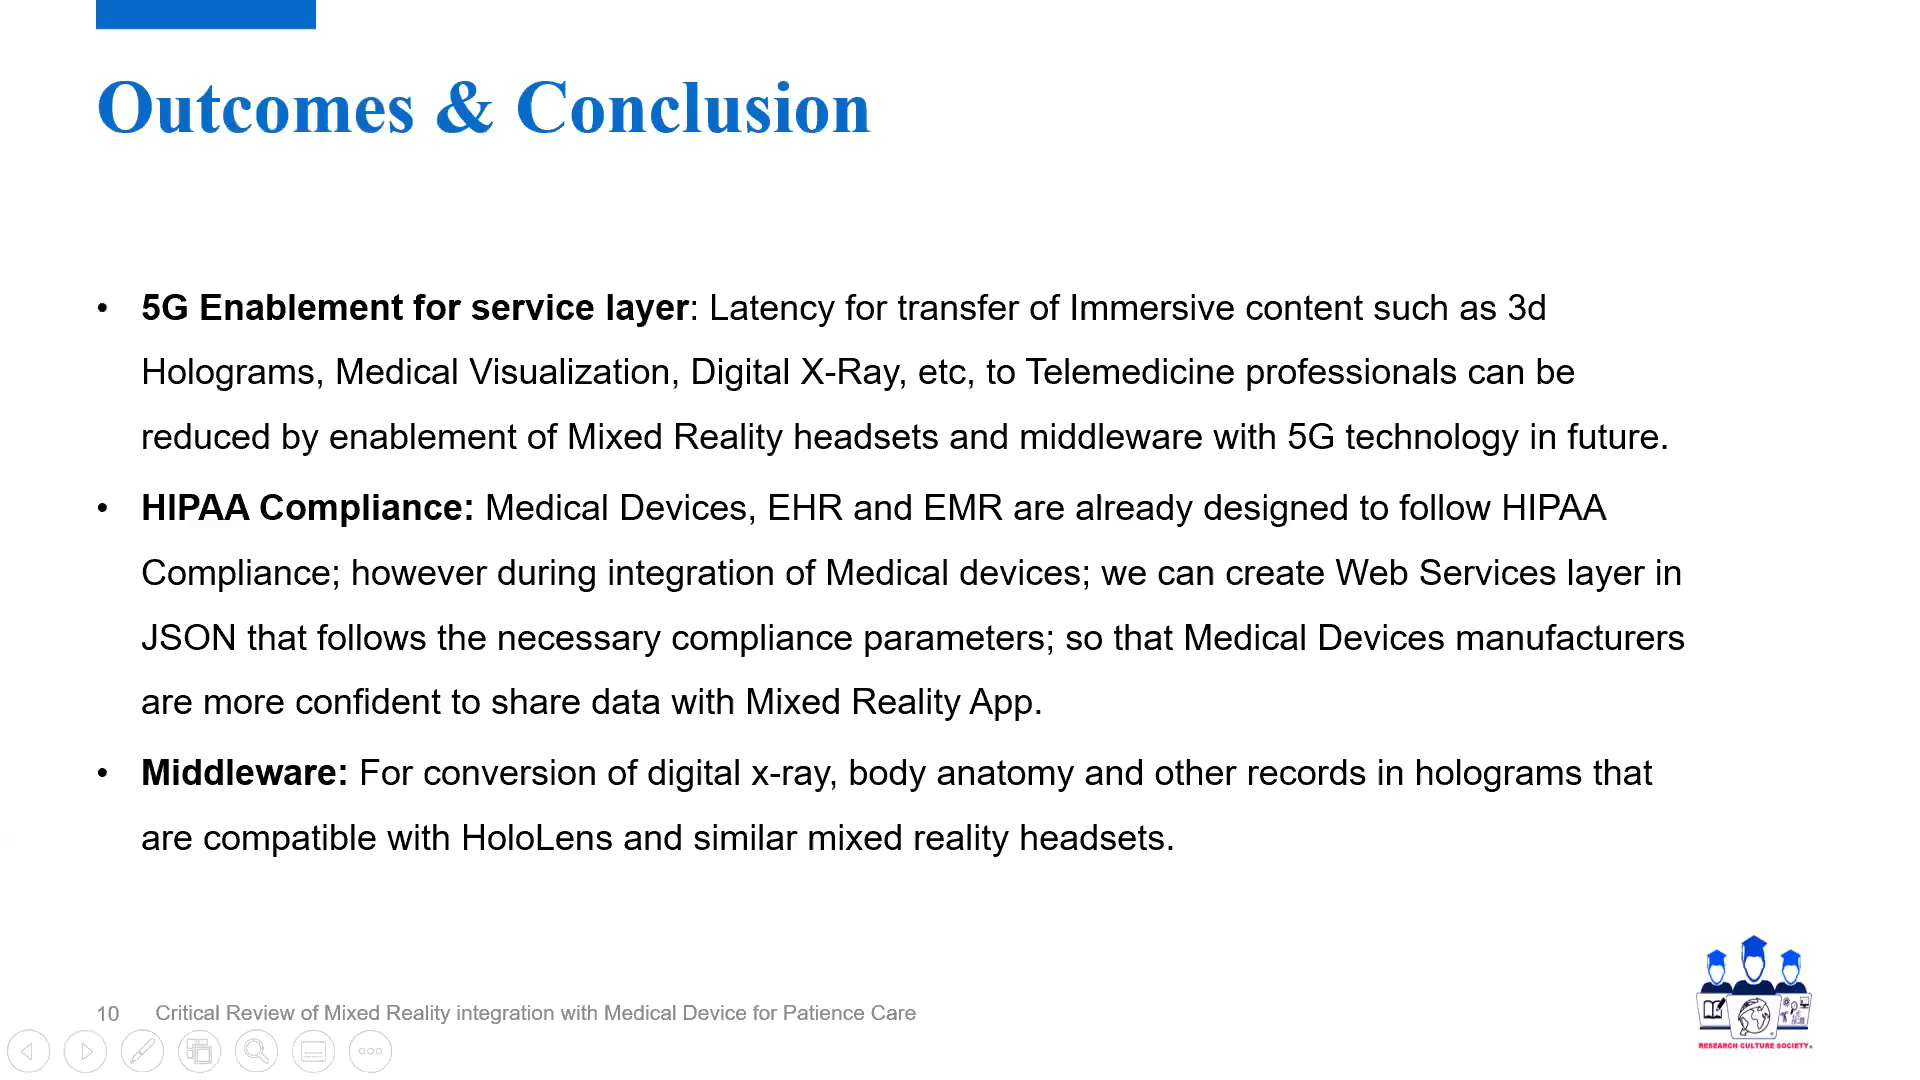 Outcomes & Conclusion
• 5G Enablement for service layer: Latency for transfer of Immersive content such as 3d
Holograms, Medical Visualization, Digital X-Ray, etc, to Telemedicine professionals can be
reduced by enablement of Mixed Reality headsets and middleware with 5G technology in future.
• HIPAA Compliance: Medical Devices, EHR and EMR are already designed to follow HIPAA
Compliance; however during integration of Medical devices; we can create Web Services layer in
JSON that follows the necessary compliance parameters; so that Medical Devices manufacturers
are more confident to share data with Mixed Reality App.
• Middleware: For conversion of digital x-ray, body anatomy and other records in holograms that
are compatible with HoloLens and similar mixed reality headsets.
RESEARCH CULTURE SOCIETY
10 Critical Review of Mixed Reality integration with Medical Device for Patience Care